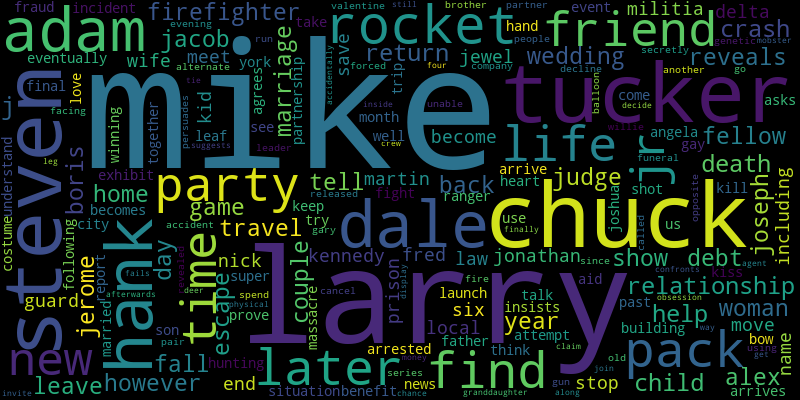 fraud
incident
eventually
mike
adam
jacob
firefighter
wife
meet
york
evening
event
take
save
run
valentine
agrees
marriage
partnership
rocket
still
brother
partner
people
hand
friend
secretly
another
go
militia
delta
genetic
mobster
crash
return
jewel
wedding
reveals
trip
month
four
company
tucker
decline
alternate
tie
persuades
suggests
leader
winning
together
kid
leaf
see
facing
love
final
j
steven
boris
leg
understand
costume
exhibit
home
becomes
city
following
party
game
tell
martin
well
forced
accidentally
inside
unable
crew
become
life
arrive
heart
come
decide
willie
balloon
asks
fellow
angela
gay
jr
funeral
death
kill
shot
joshua
judge
fight
ranger
back
released
keep
try
gary
dale
chuck
use
finally
called
us
opposite
joseph
including
hank
time
day
accident
travel
nick
super
escape
revealed
fails
afterwards
report
married
jerome
guard
couple
kennedy
fred
law
jonathan
since
show
debt
kiss
confronts
agent
aid
relationship
prison
display
cancel
deer
physical
spend
prove
massacre
larry
launch
fire
six
insists
talk
year
local
past
building
help
woman
obsession
way
move
bow
name
using
get
claim
old
join
new
son
pair
fall
however
leave
invite
hunting
end
later
situation
benefit
arrested
father
money
series
news
chance
find
attempt
think
gun
along
granddaughter
stop
pack
child
alex
arrives